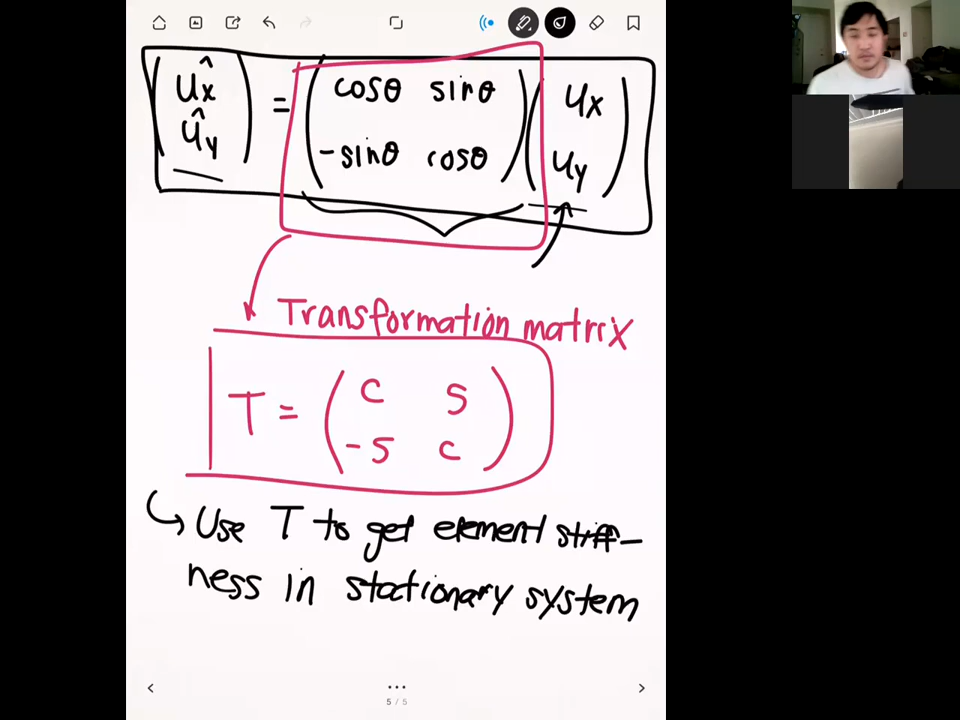 ûx = cosθ sinθ ux
ûy -sinθ cosθ uy
Transformation matrix
T = c s
-s c
Use T to get element stiff-
ness in stationary system
5 / 5